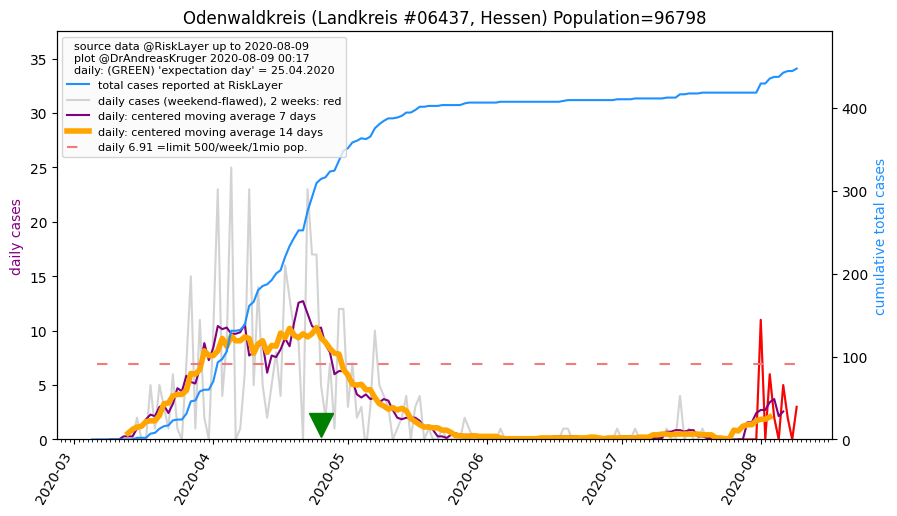 Odenwaldkreis (Landkreis #06437, Hessen) Population=96798
source data @RiskLayer up to 2020-08-09
plot @DrAndreasKruger 2020-08-09 00:17
daily: (GREEN) 'expectation day' = 25.04.2020
total cases reported at RiskLayer
daily cases (weekend-flawed), 2 weeks: red
daily: centered moving average 7 days
daily: centered moving average 14 days
daily 6.91 =limit 500/week/1mio pop.
daily cases
35
30
25
20
15
10
5
0
cumulative total cases
400
300
200
100
0
2020-03
2020-04
2020-05
2020-06
2020-07
2020-08